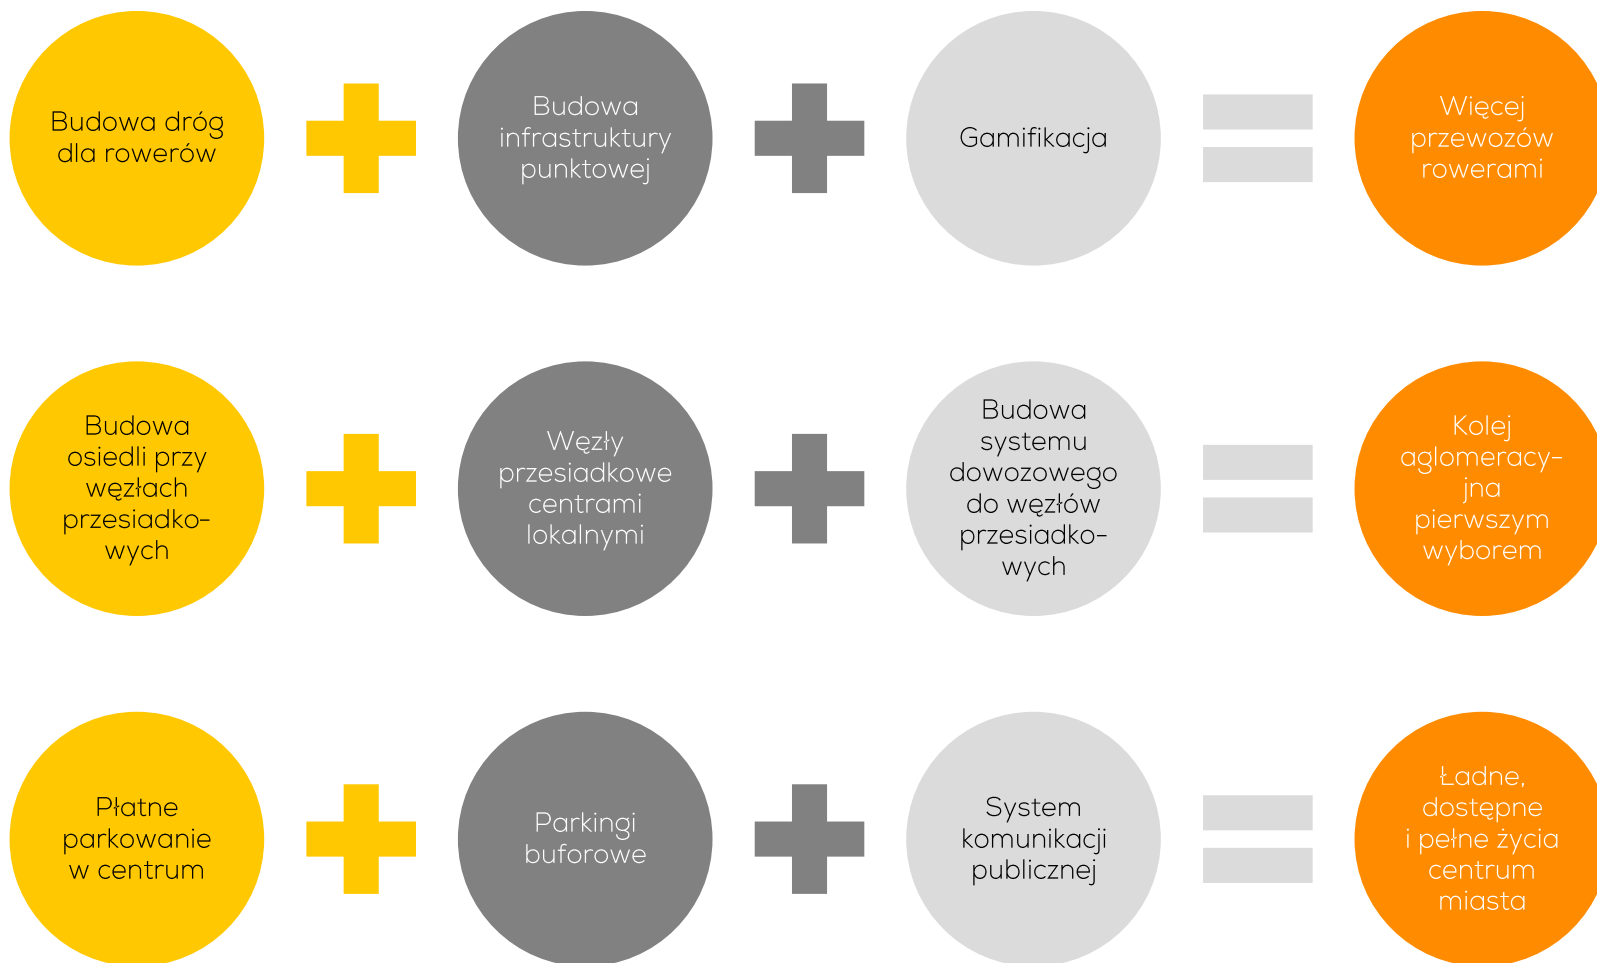 Budowa dróg
dla rowerów
Budowa
infrastruktury
punktowej
Gamifikacja
Więcej
przewozów
rowerami
Budowa
osiedli przy
węzłach
przesiadko-
wych
Węzły
przesiadkowe
centrami
lokalnymi
Budowa
systemu
dowozowego
do węzłów
przesiadko-
wych
Kolej
aglomeracy-
jna
pierwszym
wyborem
Płatne
parkowanie
w centrum
Parkingi
buforowe
System
komunikacji
publicznej
Ładne,
dostępne
i pełne życia
centrum
miasta